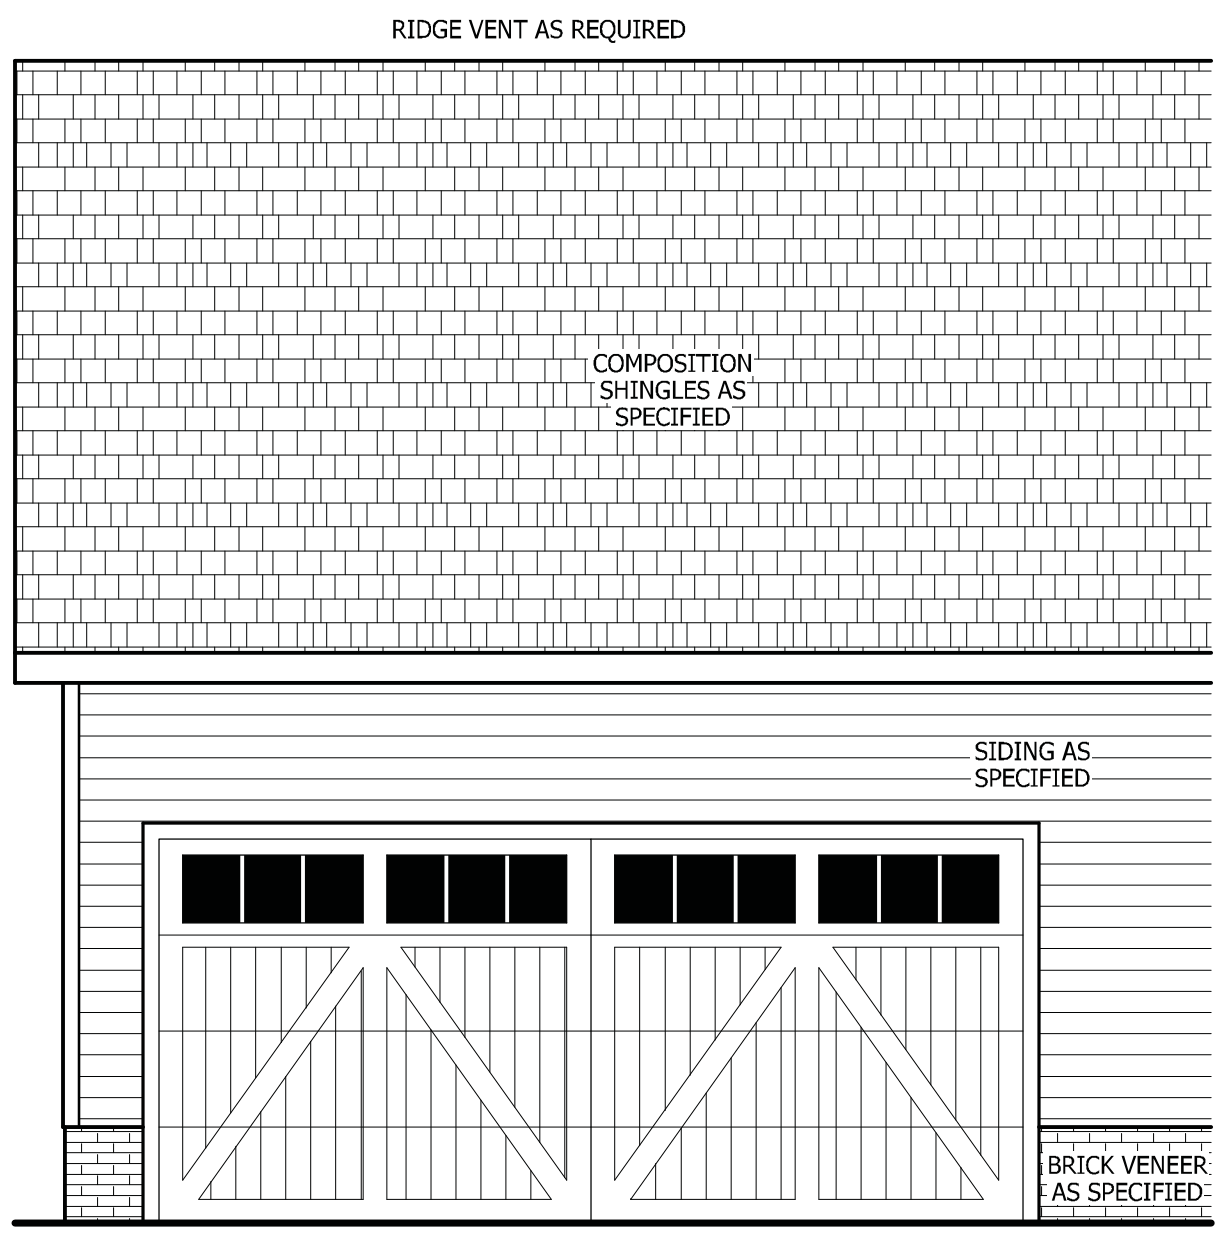 RIDGE VENT AS REQUIRED
COMPOSITION
SHINGLES AS
SPECIFIED
SIDING AS
SPECIFIED
BRICK VENEER
AS SPECIFIED